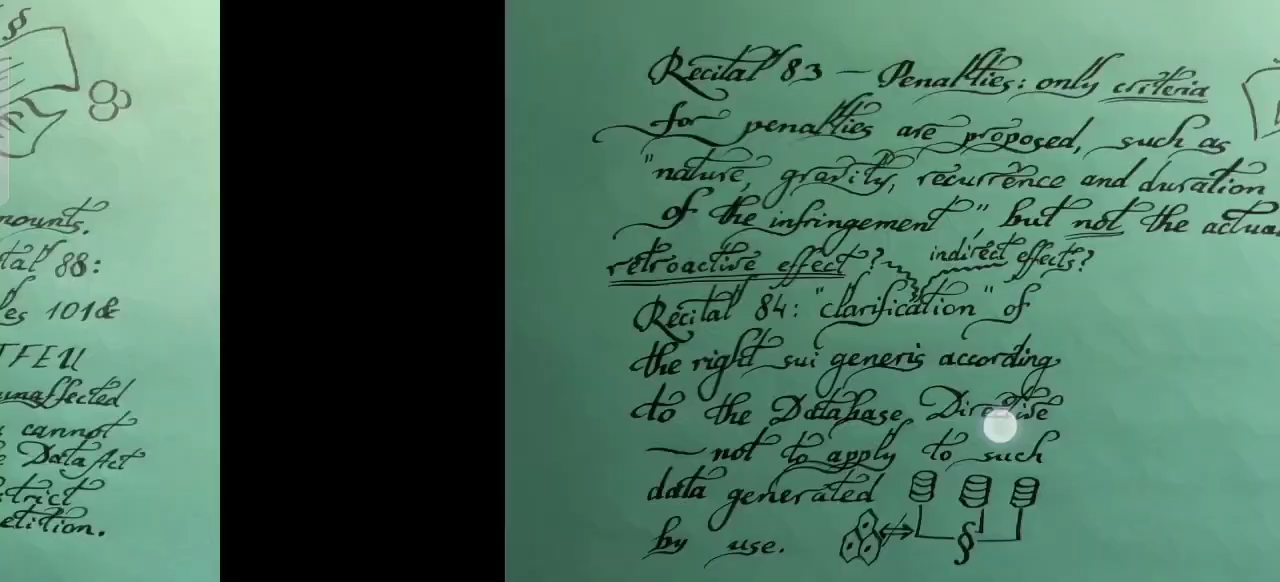 §
mounts.
tal 88:
les 101&
TFEU
unaffected
cannot
e Data Act
strict
etition.
Recital 83 — Penalties: only criteria
for penalties are proposed, such as
"nature, gravity, recurrence and duration
of the infringement", but not the actua
retroactive effect? indirect effects?
Recital 84: "clarification" of
the right sui generis according
to the Database Directive
— not to apply to such
data generated
by use.
§